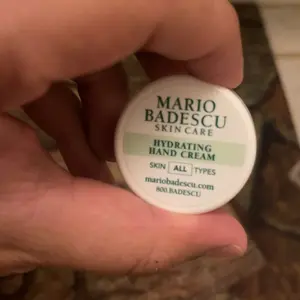 MARIO
BADESCU
SKIN CARE
HYDRATING
HAND CREAM
SKIN ALL TYPES
mariobadescu.com
800.BADESCU